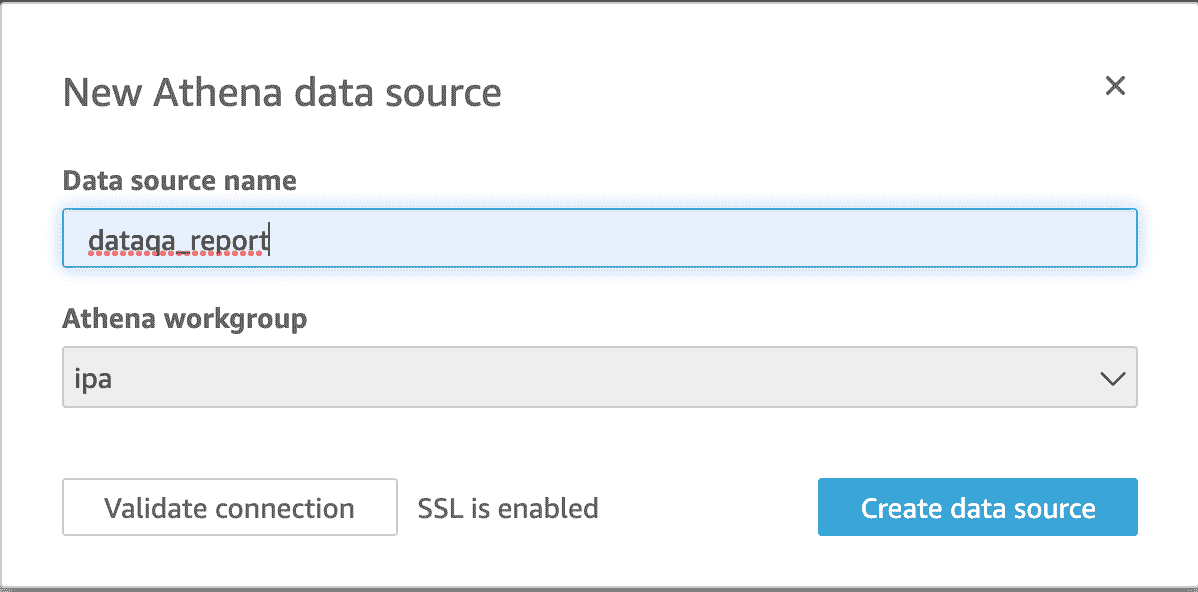 New Athena data source
Data source name
dataqa_report
Athena workgroup
ipa
Validate connection SSL is enabled Create data source